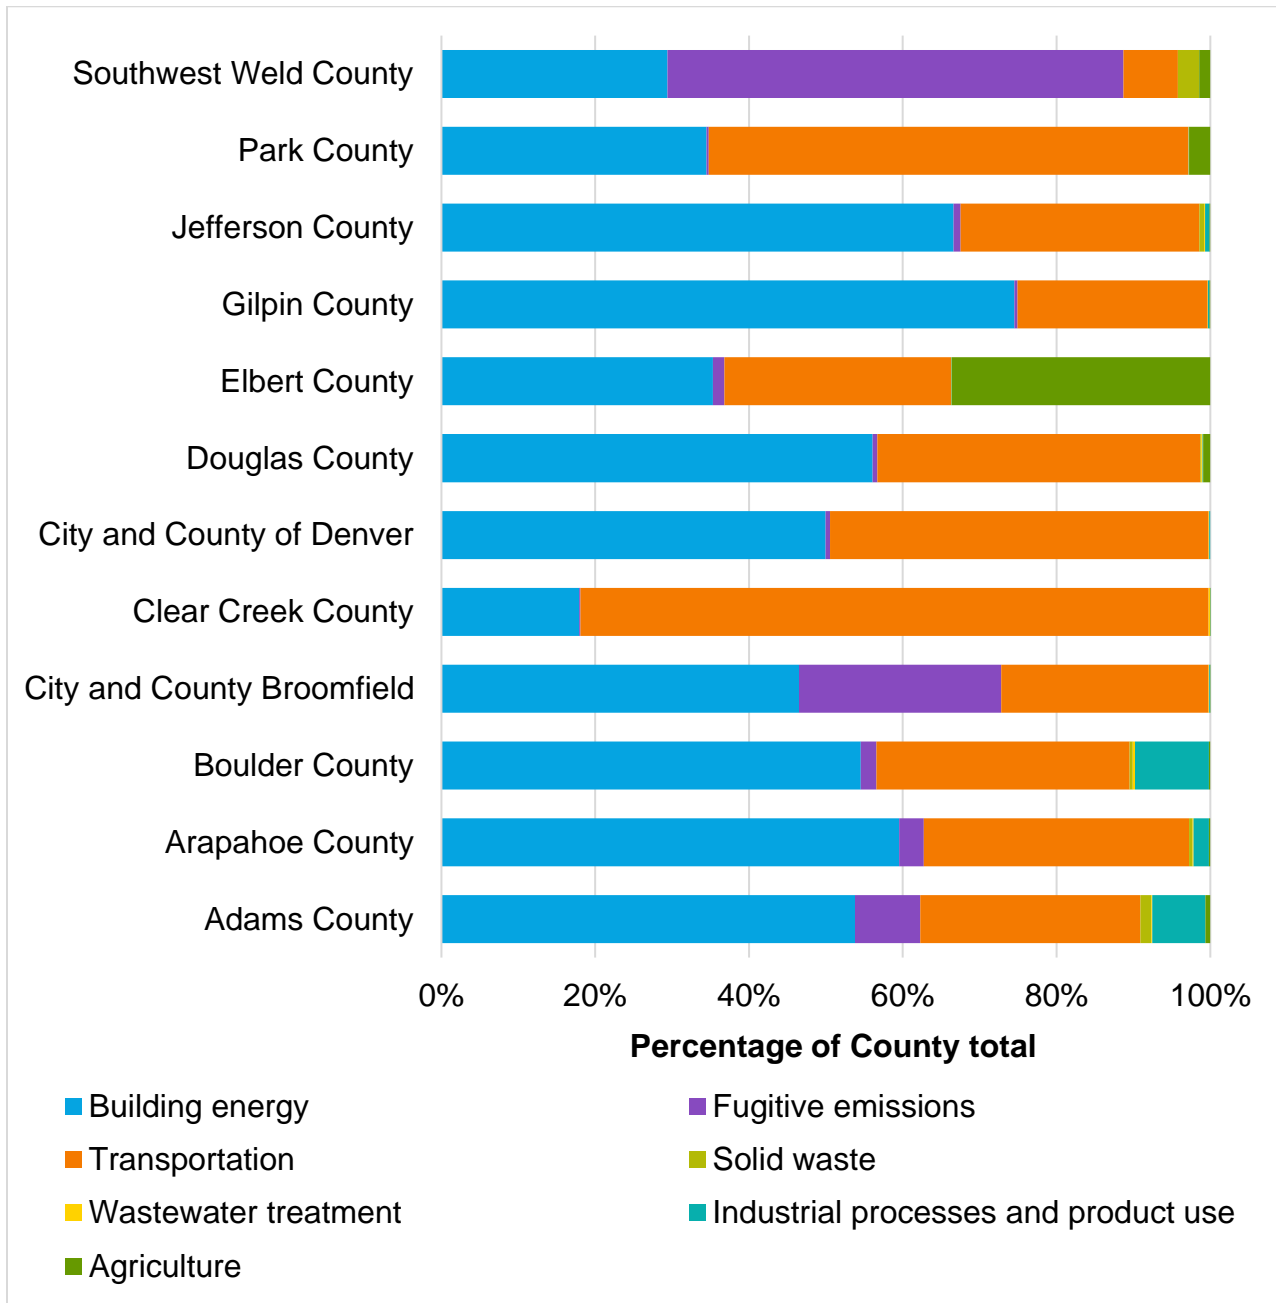 Southwest Weld County
Park County
Jefferson County
Gilpin County
Elbert County
Douglas County
City and County of Denver
Clear Creek County
City and County Broomfield
Boulder County
Arapahoe County
Adams County
0% 20% 40% 60% 80% 100%
Percentage of County total
Building energy Fugitive emissions
Transportation Solid waste
Wastewater treatment Industrial processes and product use
Agriculture